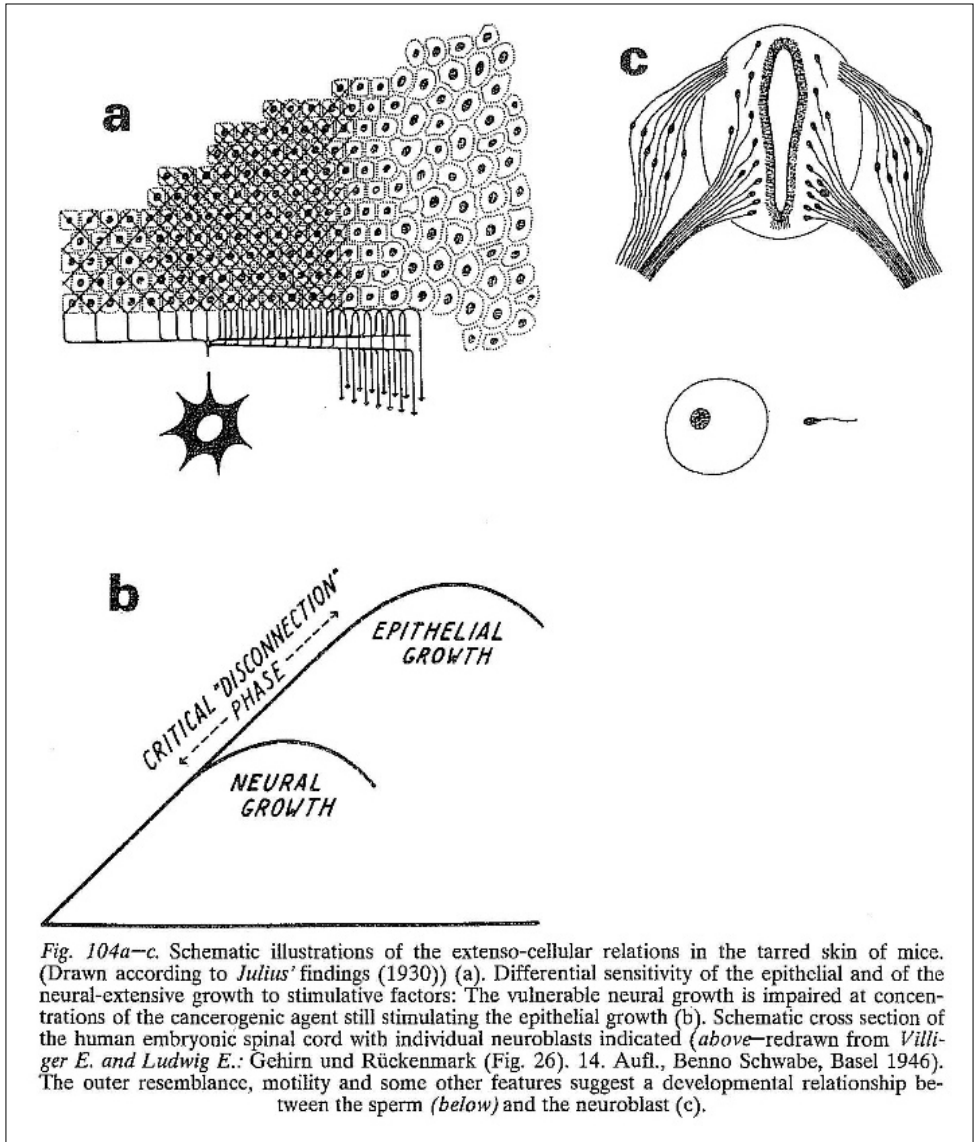 a
c
b
CRITICAL "DISCONNECTION"
PHASE
EPITHELIAL
GROWTH
NEURAL
GROWTH
Fig. 104a–c. Schematic illustrations of the extenso-cellular relations in the tarred skin of mice.
(Drawn according to Julius' findings (1930)) (a). Differential sensitivity of the epithelial and of the
neural-extensive growth to stimulative factors: The vulnerable neural growth is impaired at concen-
trations of the cancerogenic agent still stimulating the epithelial growth (b). Schematic cross section of
the human embryonic spinal cord with individual neuroblasts indicated (above—redrawn from Villi-
ger E. and Ludwig E.: Gehirn und Rückenmark (Fig. 26). 14. Aufl., Benno Schwabe, Basel 1946).
The outer resemblance, motility and some other features suggest a developmental relationship be-
tween the sperm (below) and the neuroblast (c).